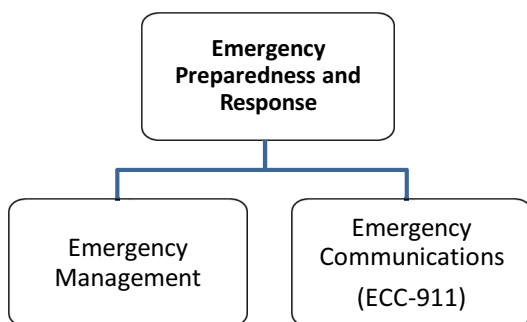 Emergency
Preparedness and
Response
Emergency
Management
Emergency
Communications
(ECC-911)